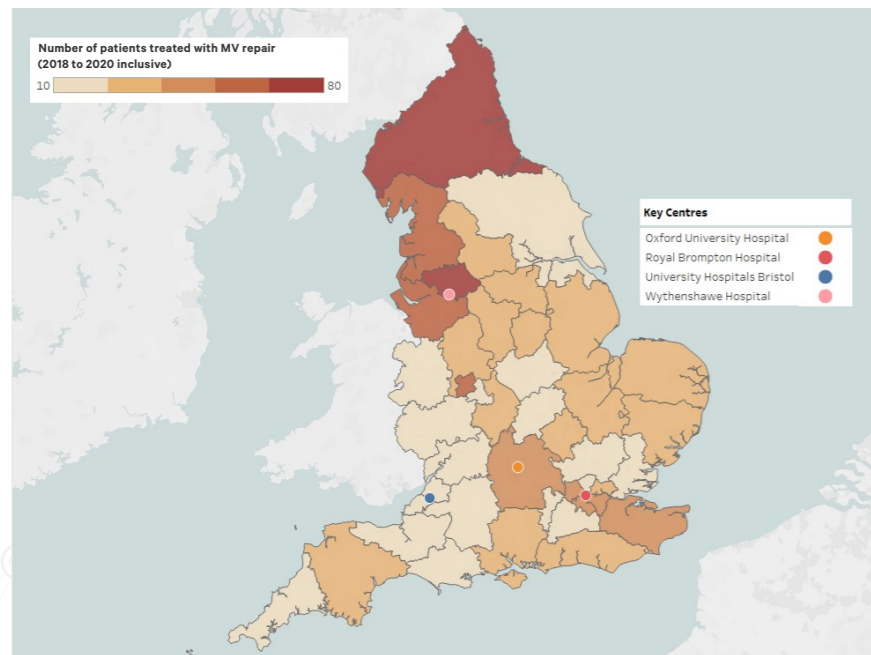 Number of patients treated with MV repair
(2018 to 2020 inclusive)
10 80
Key Centres
Oxford University Hospital
Royal Brompton Hospital
University Hospitals Bristol
Wythenshawe Hospital